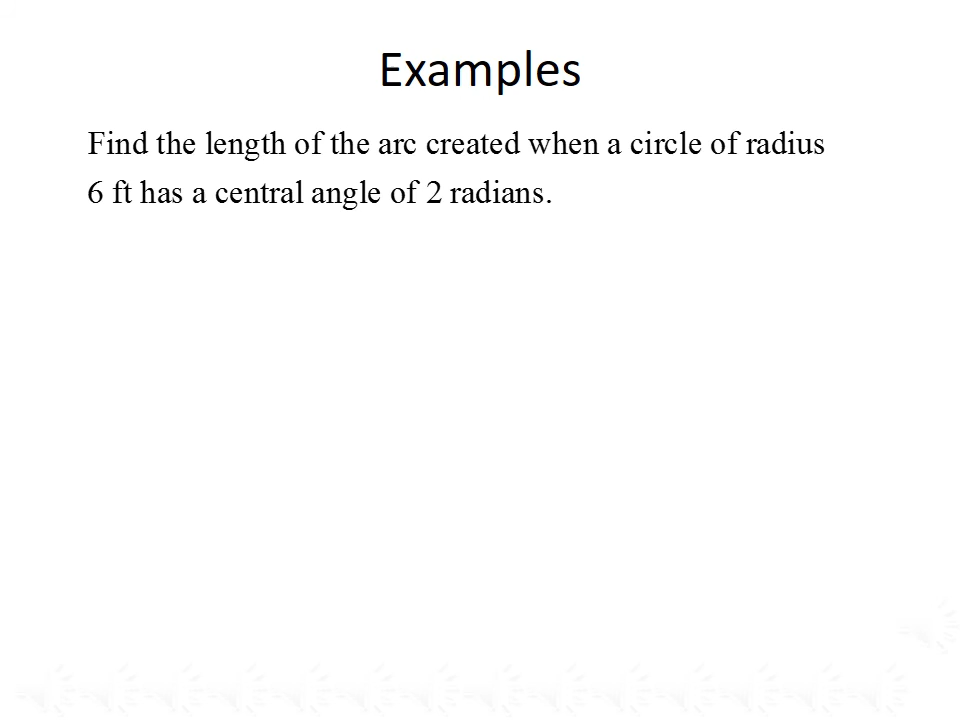 Examples
Find the length of the arc created when a circle of radius
6 ft has a central angle of 2 radians.